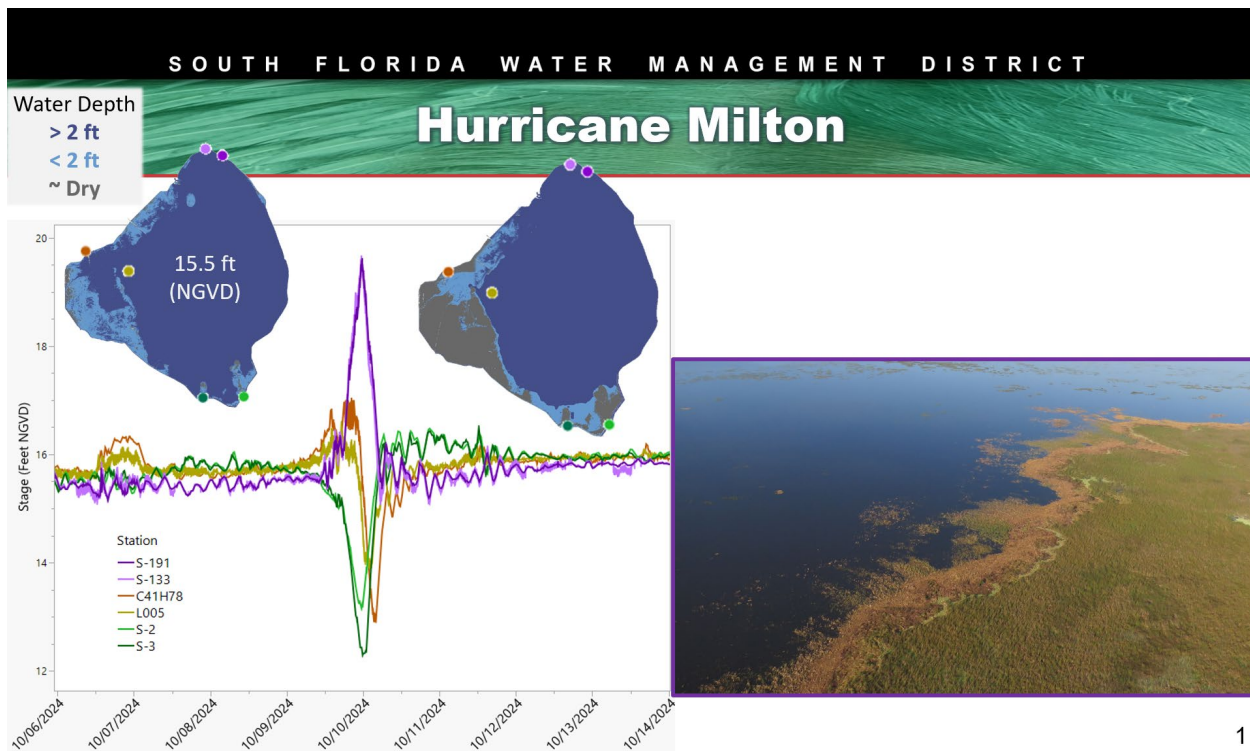 SOUTH FLORIDA WATER MANAGEMENT DISTRICT
Hurricane Milton
Water Depth
> 2 ft
< 2 ft
~ Dry
15.5 ft
(NGVD)
Stage (Feet NGVD)
20
18
16
14
12
Station
S-191
S-133
C41H78
L005
S-2
S-3
10/06/2024
10/07/2024
10/08/2024
10/09/2024
10/10/2024
10/11/2024
10/12/2024
10/13/2024
10/14/2024
1